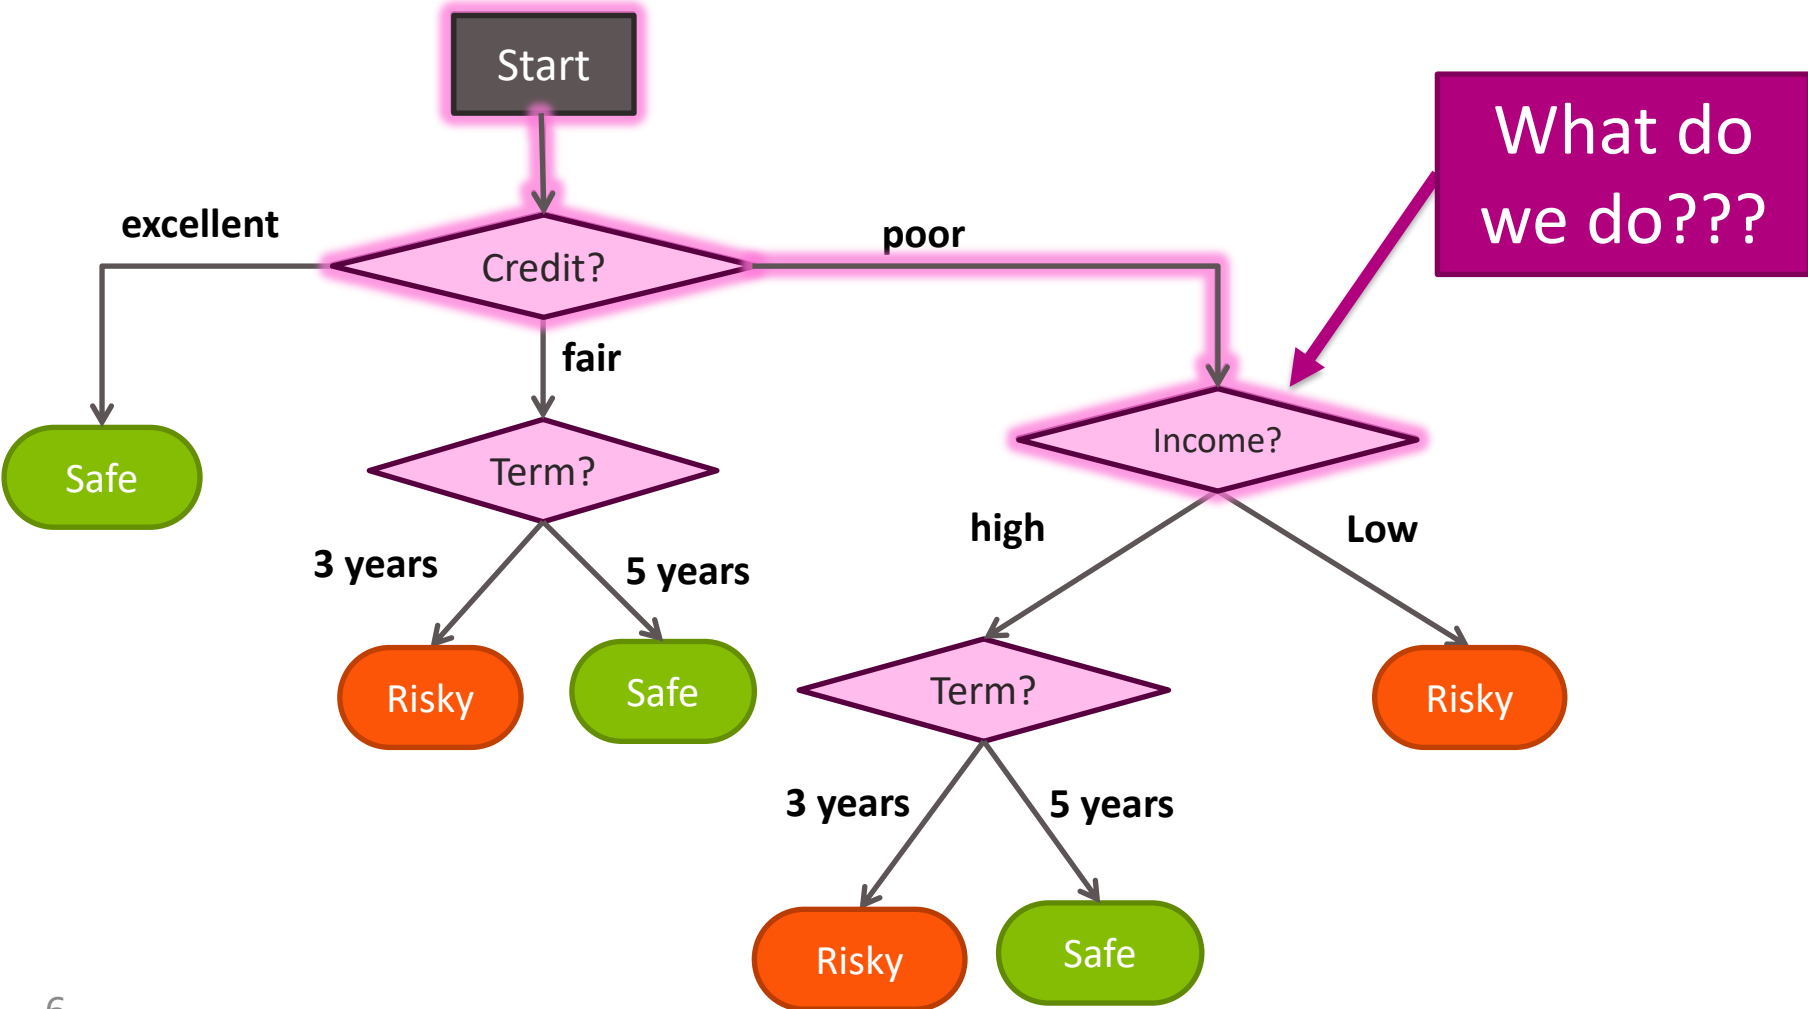 Start
What do
we do???
excellent
poor
Credit?
fair
Income?
Safe
Term?
high
Low
3 years
5 years
Risky
Safe
Term?
Risky
3 years
5 years
Risky
Safe
6